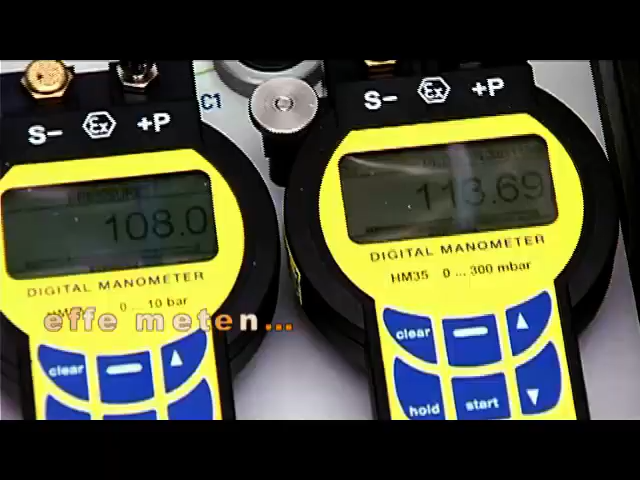 S- Ex +P
C1
S- Ex +P
PRESSURE
108.0
113.69
DIGITAL MANOMETER
0 ... 10 bar
DIGITAL MANOMETER
HM35 0 ... 300 mbar
effe meten...
clear
clear
hold start